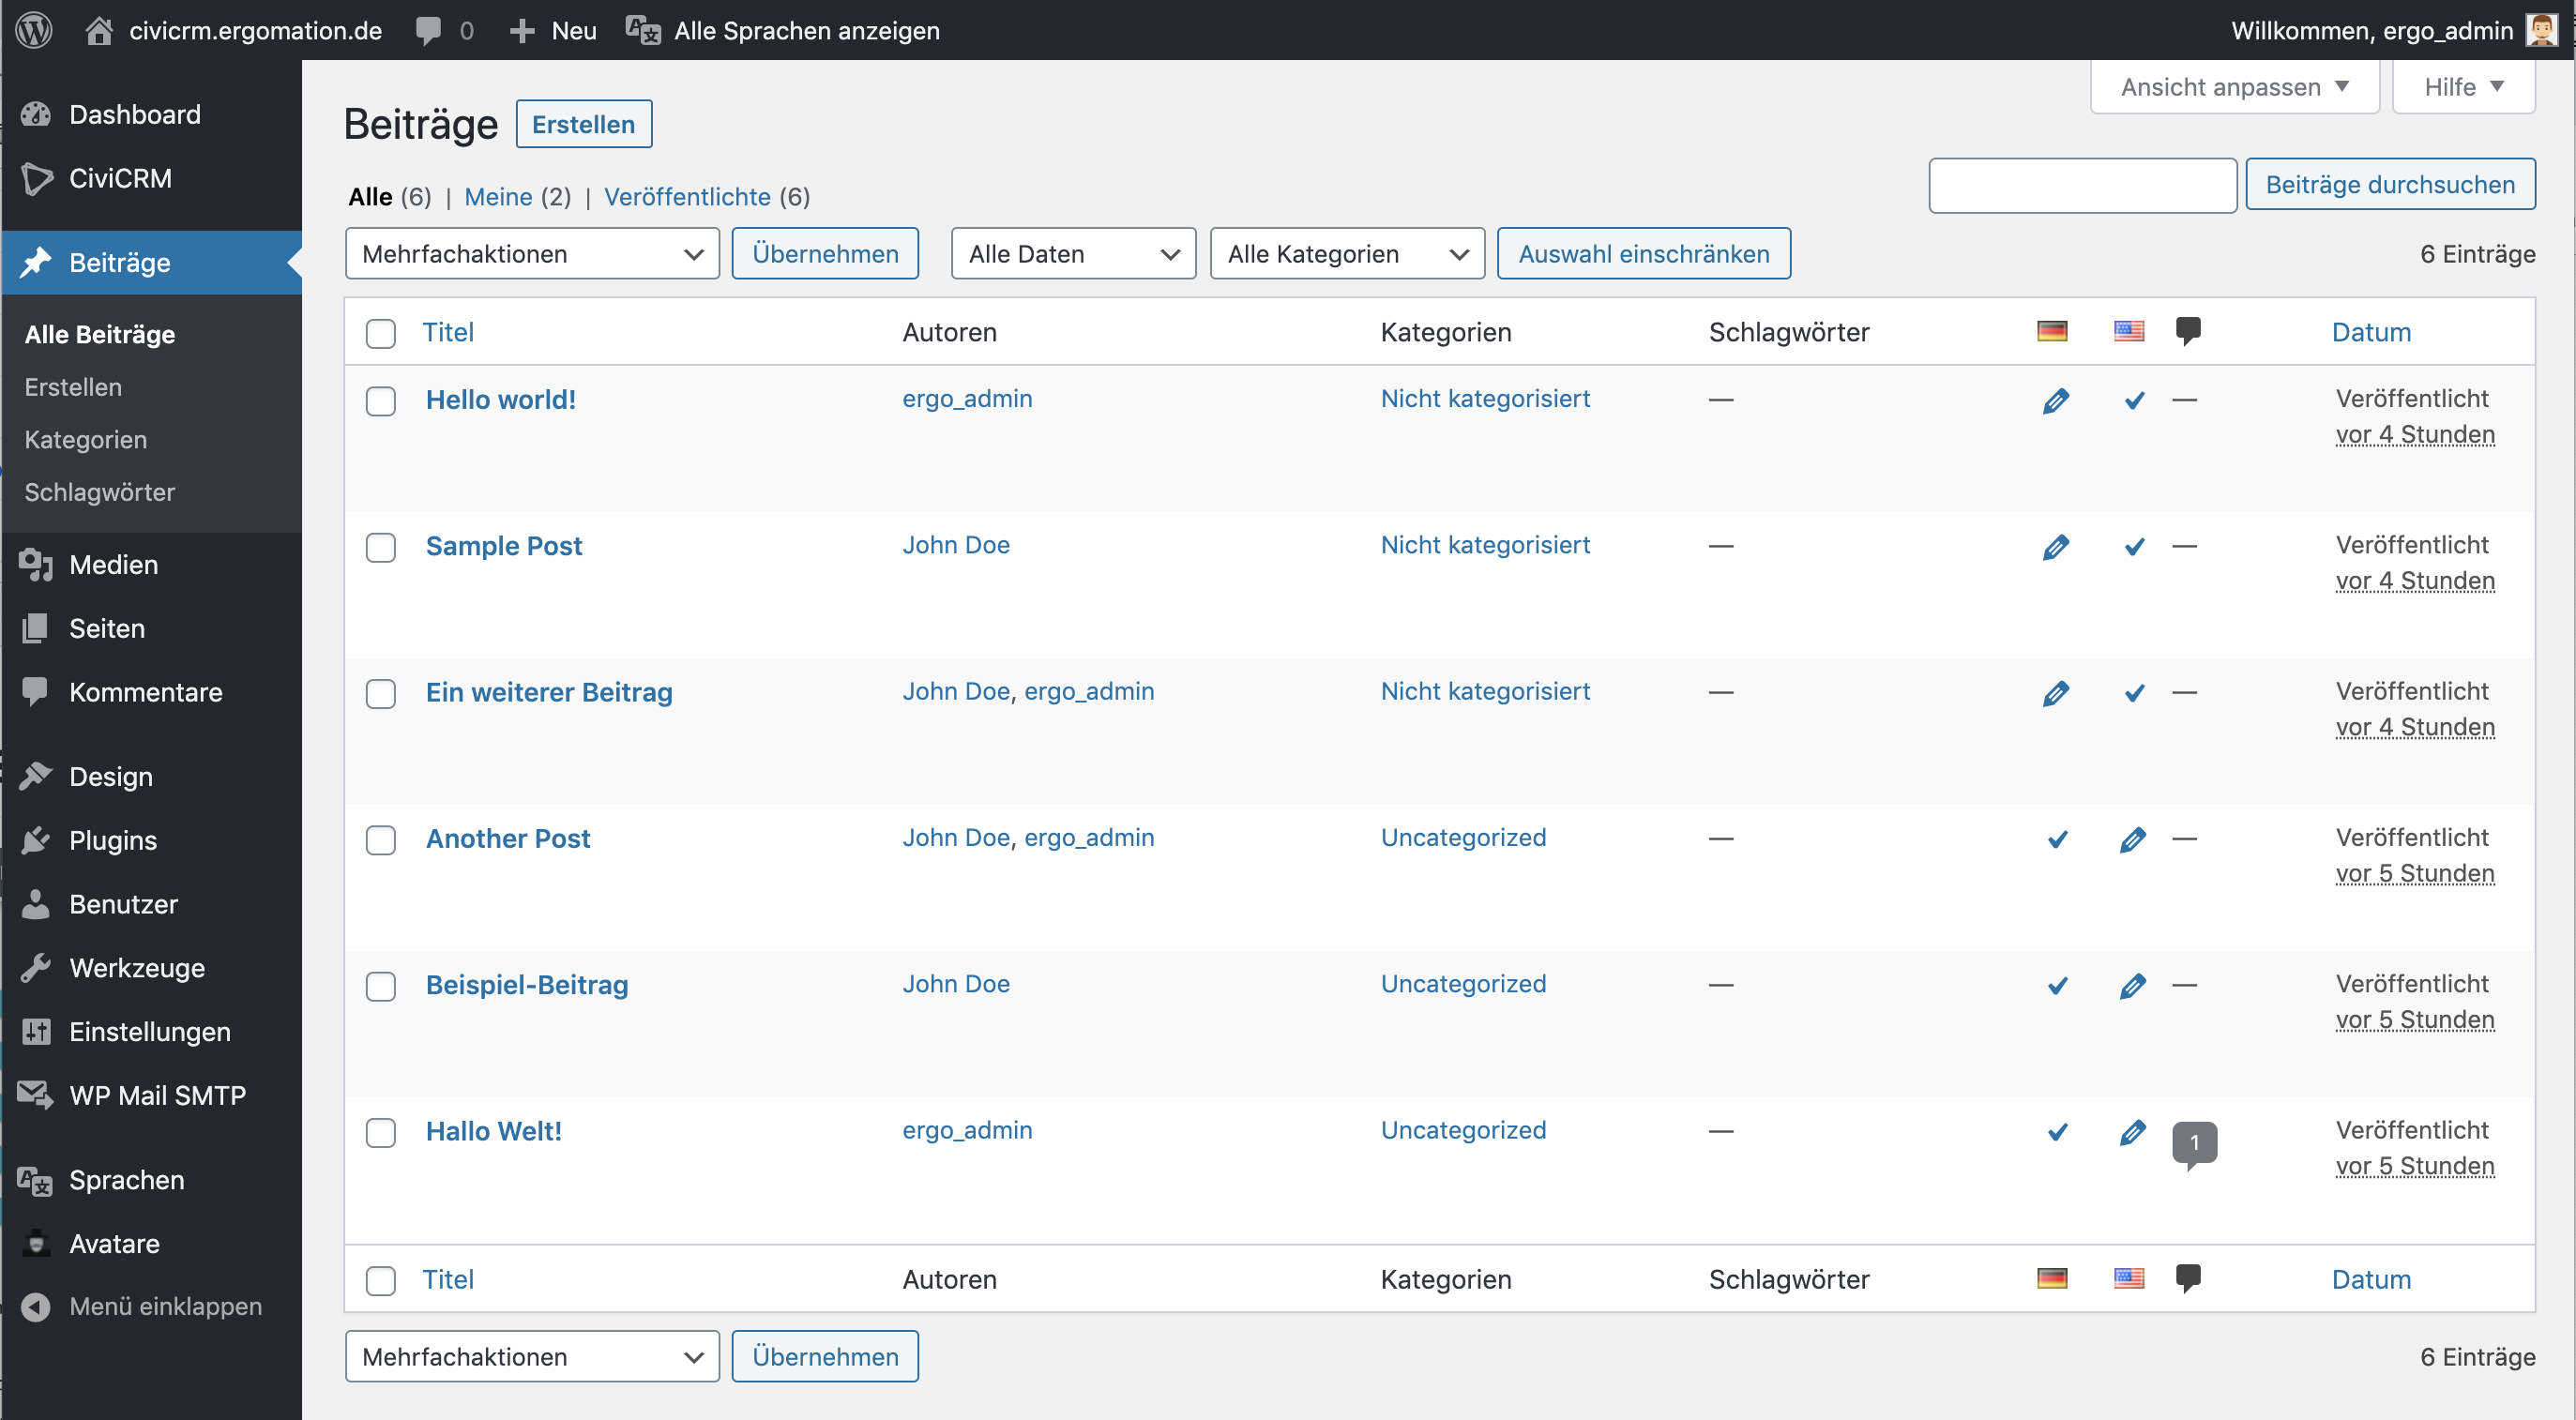 civicrm.ergomation.de 0 Neu Alle Sprachen anzeigen Willkommen, ergo_admin
Dashboard
CiviCRM
Beiträge
Alle Beiträge
Erstellen
Kategorien
Schlagwörter
Medien
Seiten
Kommentare
Design
Plugins
Benutzer
Werkzeuge
Einstellungen
WP Mail SMTP
Sprachen
Avatare
Menü einklappen
Ansicht anpassen ▼ Hilfe ▼
Beiträge Erstellen
Alle (6) | Meine (2) | Veröffentlichte (6)
Beiträge durchsuchen
Mehrfachaktionen Übernehmen Alle Daten Alle Kategorien Auswahl einschränken 6 Einträge
Titel Autoren Kategorien Schlagwörter Datum
Hello world! ergo_admin Nicht kategorisiert — — Veröffentlicht
vor 4 Stunden
Sample Post John Doe Nicht kategorisiert — — Veröffentlicht
vor 4 Stunden
Ein weiterer Beitrag John Doe, ergo_admin Nicht kategorisiert — — Veröffentlicht
vor 4 Stunden
Another Post John Doe, ergo_admin Uncategorized — — Veröffentlicht
vor 5 Stunden
Beispiel-Beitrag John Doe Uncategorized — — Veröffentlicht
vor 5 Stunden
Hallo Welt! ergo_admin Uncategorized — 1 Veröffentlicht
vor 5 Stunden
Titel Autoren Kategorien Schlagwörter Datum
Mehrfachaktionen Übernehmen 6 Einträge